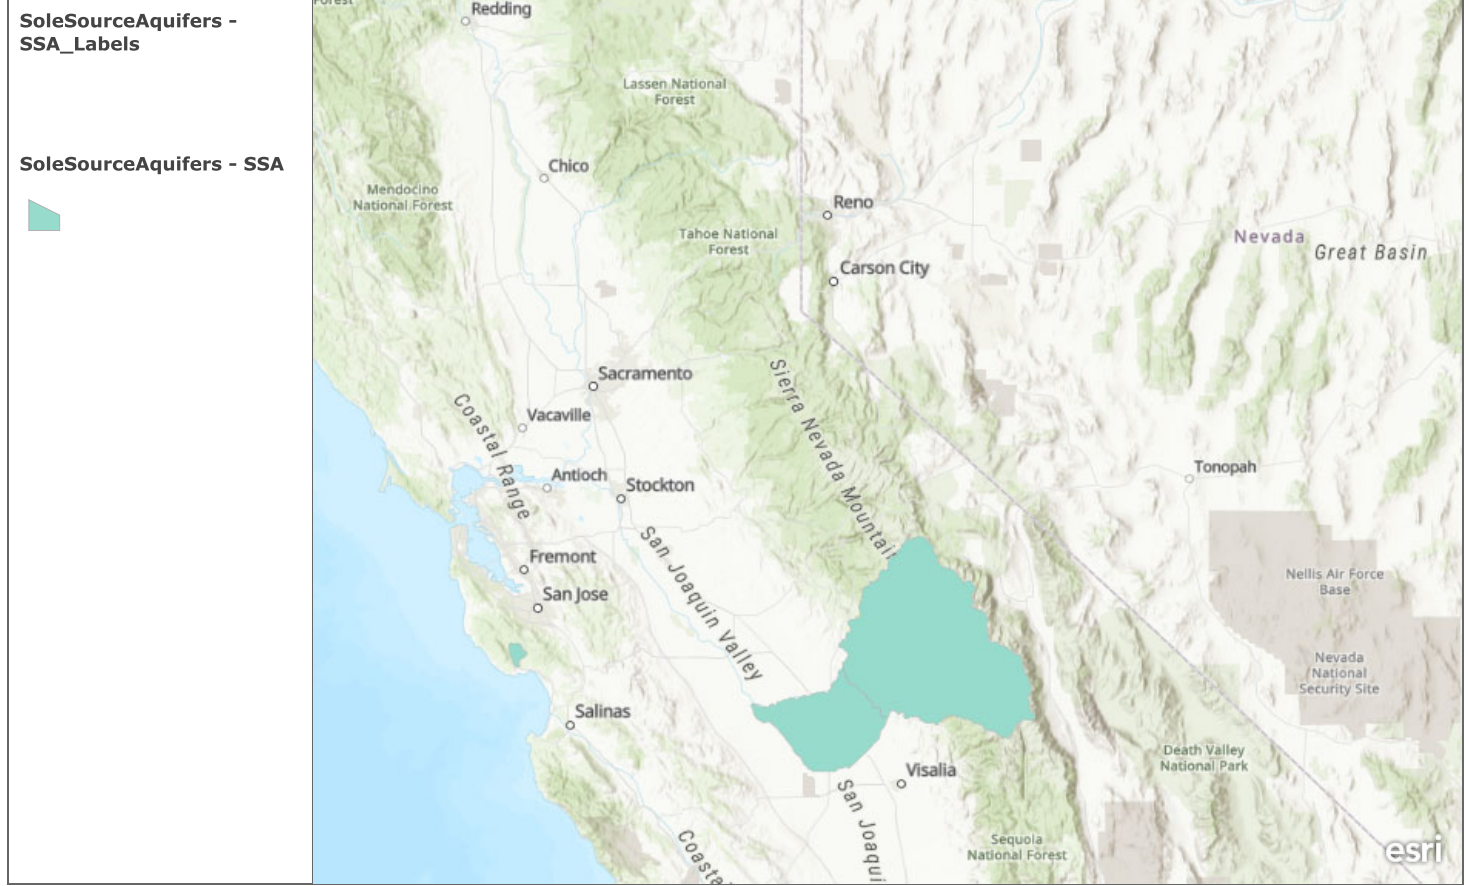 SoleSourceAquifers -
SSA_Labels
SoleSourceAquifers - SSA
Forest
Redding
Lassen National
Forest
Chico
Mendocino
National Forest
Reno
Tahoe National
Forest
Nevada
Great Basin
Carson City
Sierra Nevada Mountain
Sacramento
Coastal Range
Vacaville
Antioch
Stockton
Tonopah
San Joaquin Valley
Fremont
San Jose
Nellis Air Force
Base
Nevada
National
Security Site
Salinas
Death Valley
National Park
Visalia
San Joaqui
Coasta
Sequoia
National Forest
esri